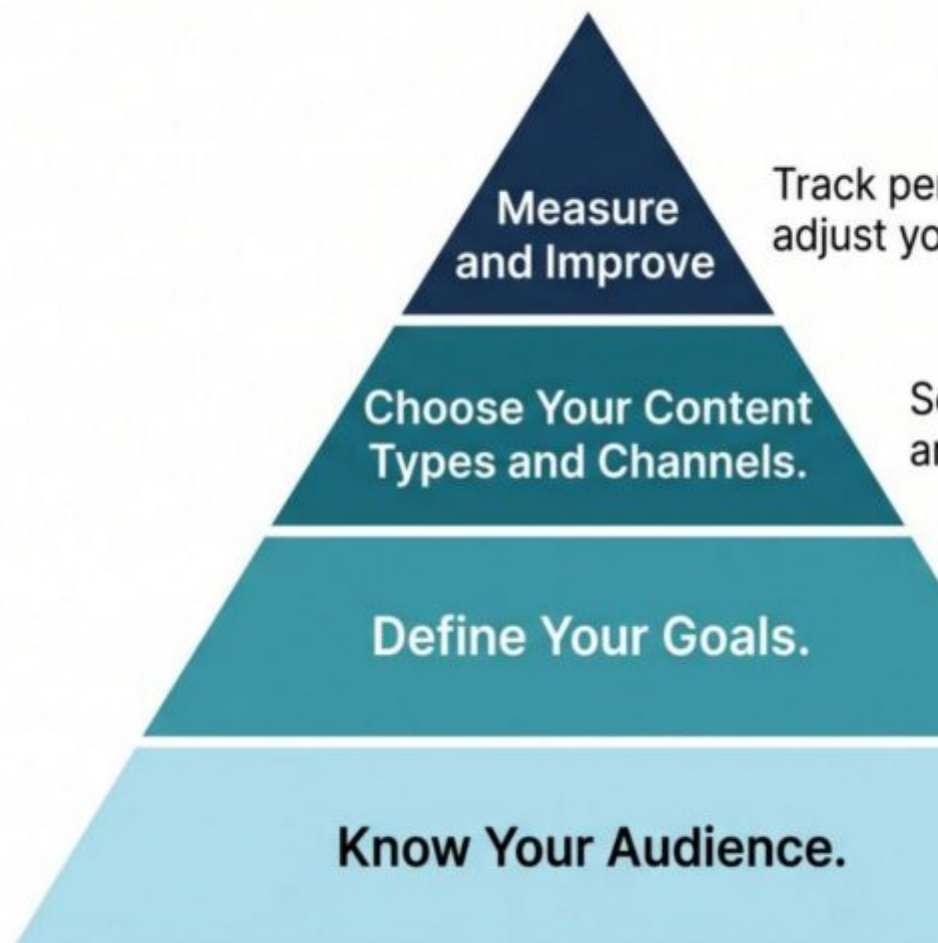 Measure
and Improve
Track
adjust
Choose Your Content
Types and Channels.
Define Your Goals.
Know Your Audience.